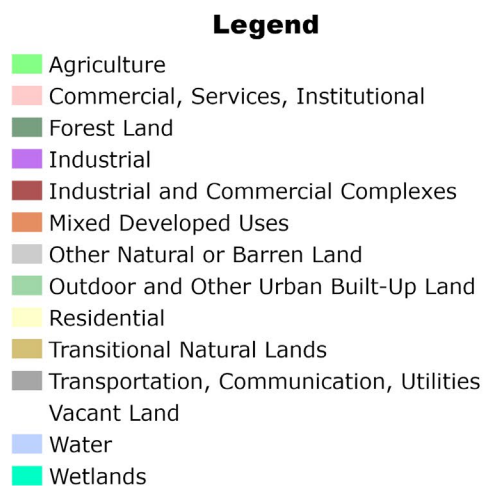 Legend
Agriculture
Commercial, Services, Institutional
Forest Land
Industrial
Industrial and Commercial Complexes
Mixed Developed Uses
Other Natural or Barren Land
Outdoor and Other Urban Built-Up Land
Residential
Transitional Natural Lands
Transportation, Communication, Utilities
Vacant Land
Water
Wetlands